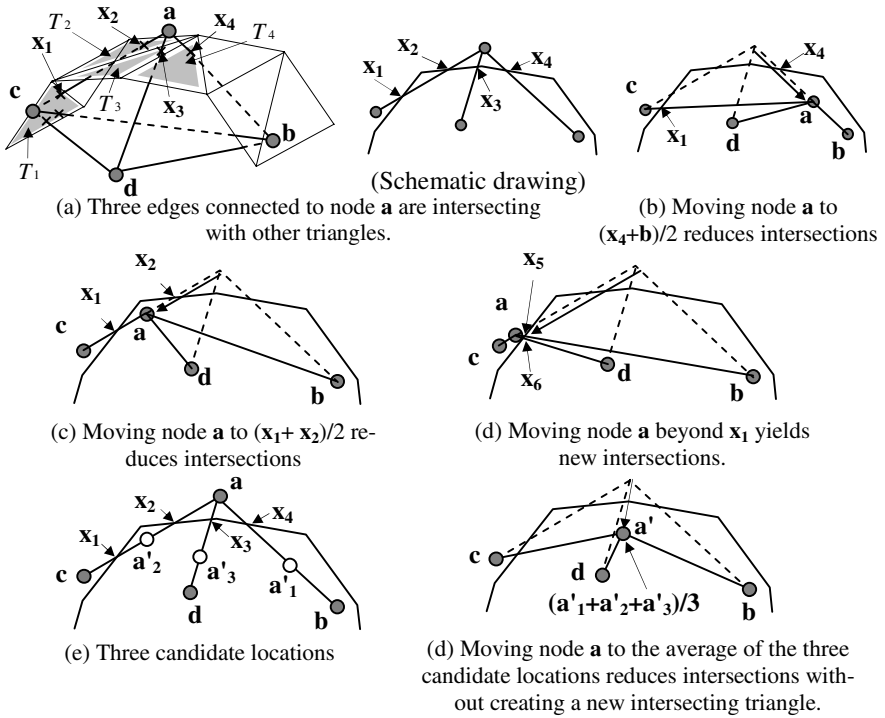 T2
x2
a
x4
x1
T4
c
T3
x3
b
T1
d
x2
x4
x1
x3
(Schematic drawing)
x4
c
x1
a
d
b
(a) Three edges connected to node a are intersecting
with other triangles.
(b) Moving node a to
(x4+b)/2 reduces intersections
x2
x1
c
a
d
b
x5
a
c
x6
d
b
(c) Moving node a to (x1+ x2)/2 re-
duces intersections
(d) Moving node a beyond x1 yields
new intersections.
a
x2
x4
x1
x3
c
a'2
a'3
a'1
d
b
a'
c
d
b
(a'1+a'2+a'3)/3
(e) Three candidate locations
(d) Moving node a to the average of the three
candidate locations reduces intersections with-
out creating a new intersecting triangle.